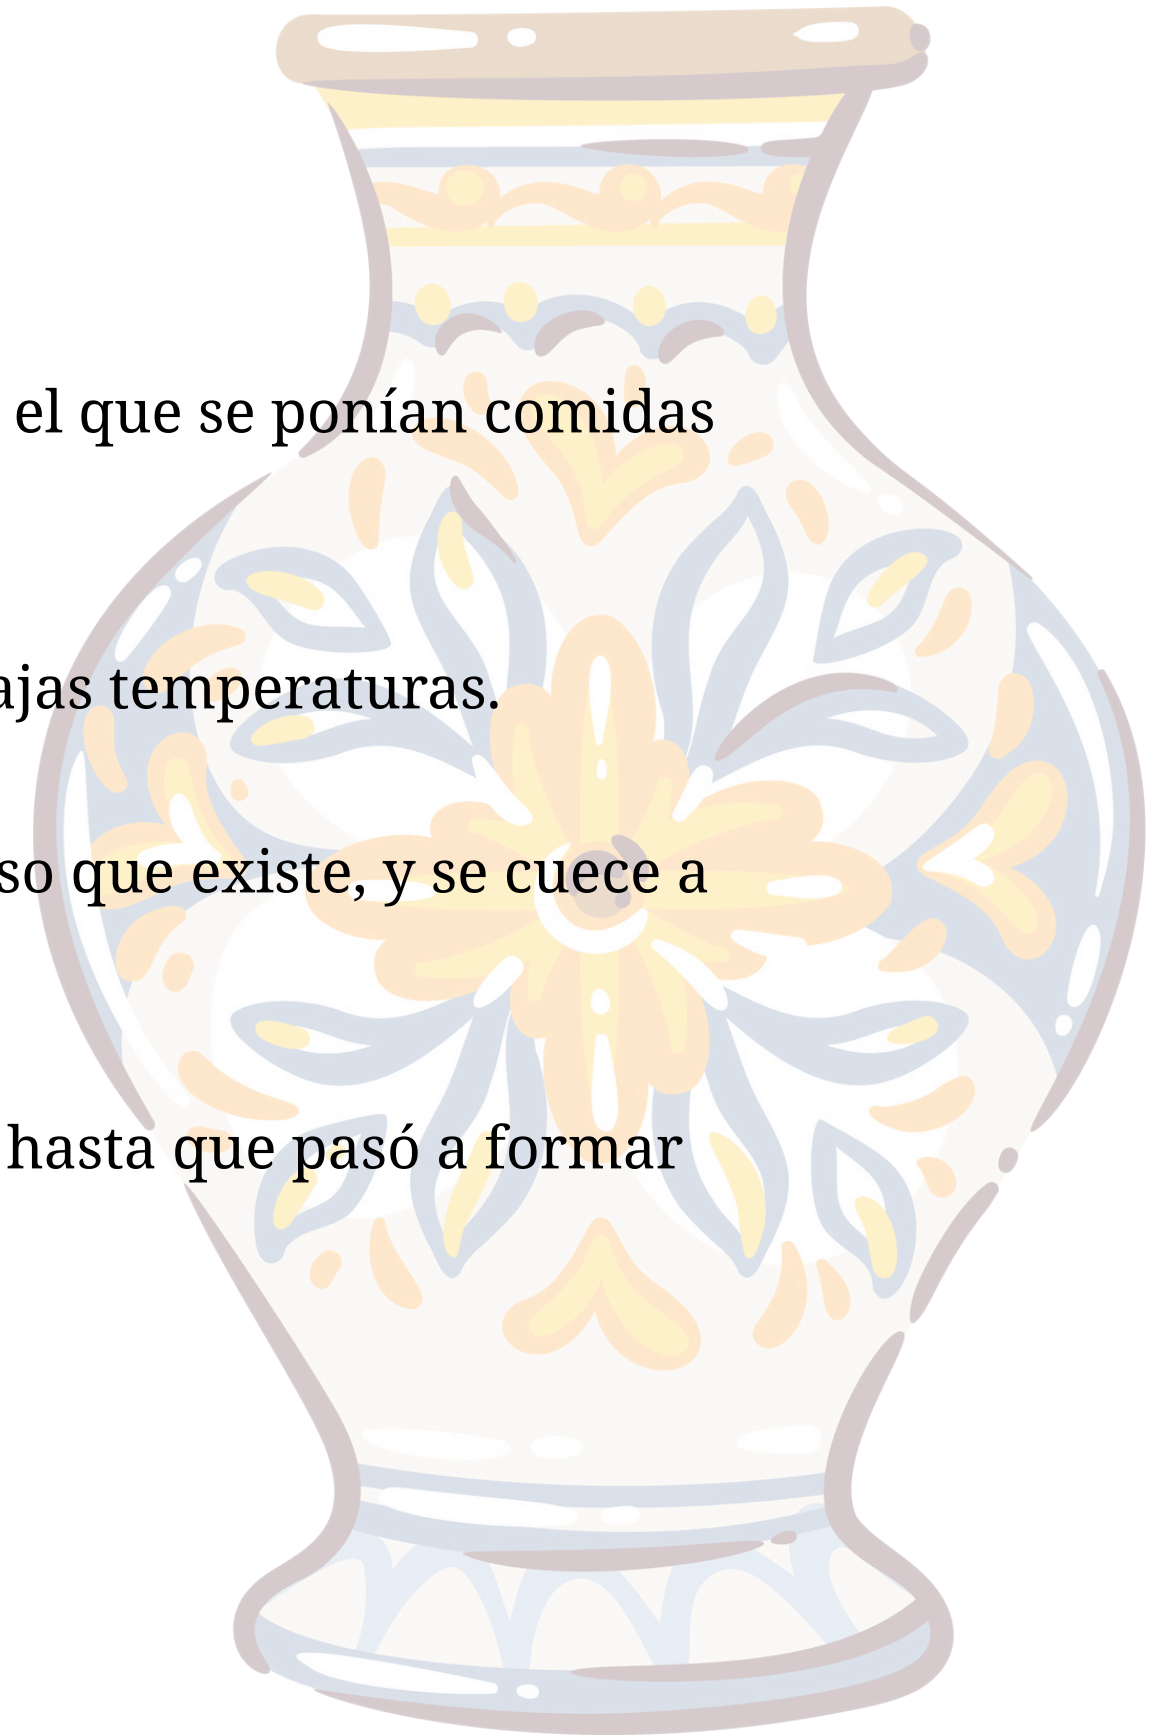 el que se ponían comidas
ajas temperaturas.
so que existe, y se cuece a
hasta que pasó a formar